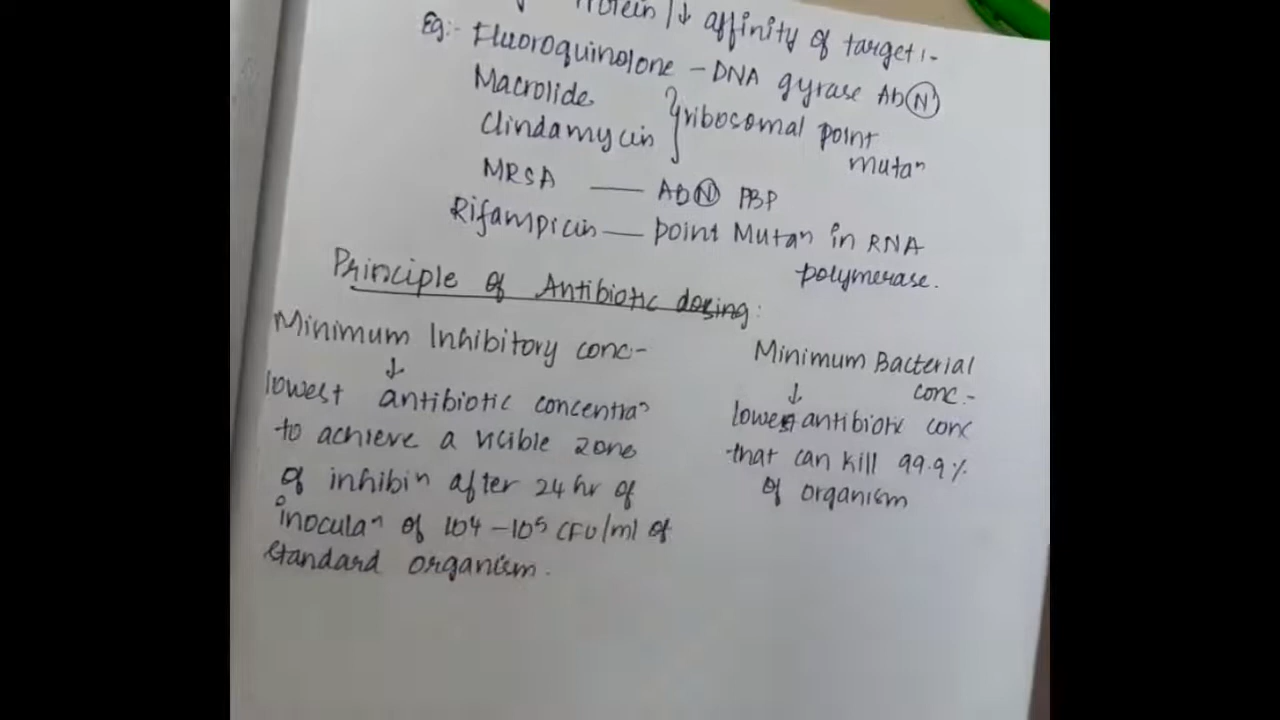 Protein / ↓ affinity of target :-
Eg:- Fluoroquinolone - DNA gyrase Ab(N)
Macrolide
Clindamycin } ribosomal point mutaⁿ
MRSA — Ab(N) PBP
Rifampicin — point Mutaⁿ in RNA polymerase.
Principle of Antibiotic dosing:
Minimum Inhibitory conc-
↓
lowest antibiotic concentraⁿ
to achieve a visible zone
of inhibiⁿ after 24 hr of
inoculaⁿ of 10⁴ - 10⁵ CFU/ml of
standard organism.
Minimum Bacterial
conc.-
↓
lowest antibiotic conc
that can kill 99.9%
of organism